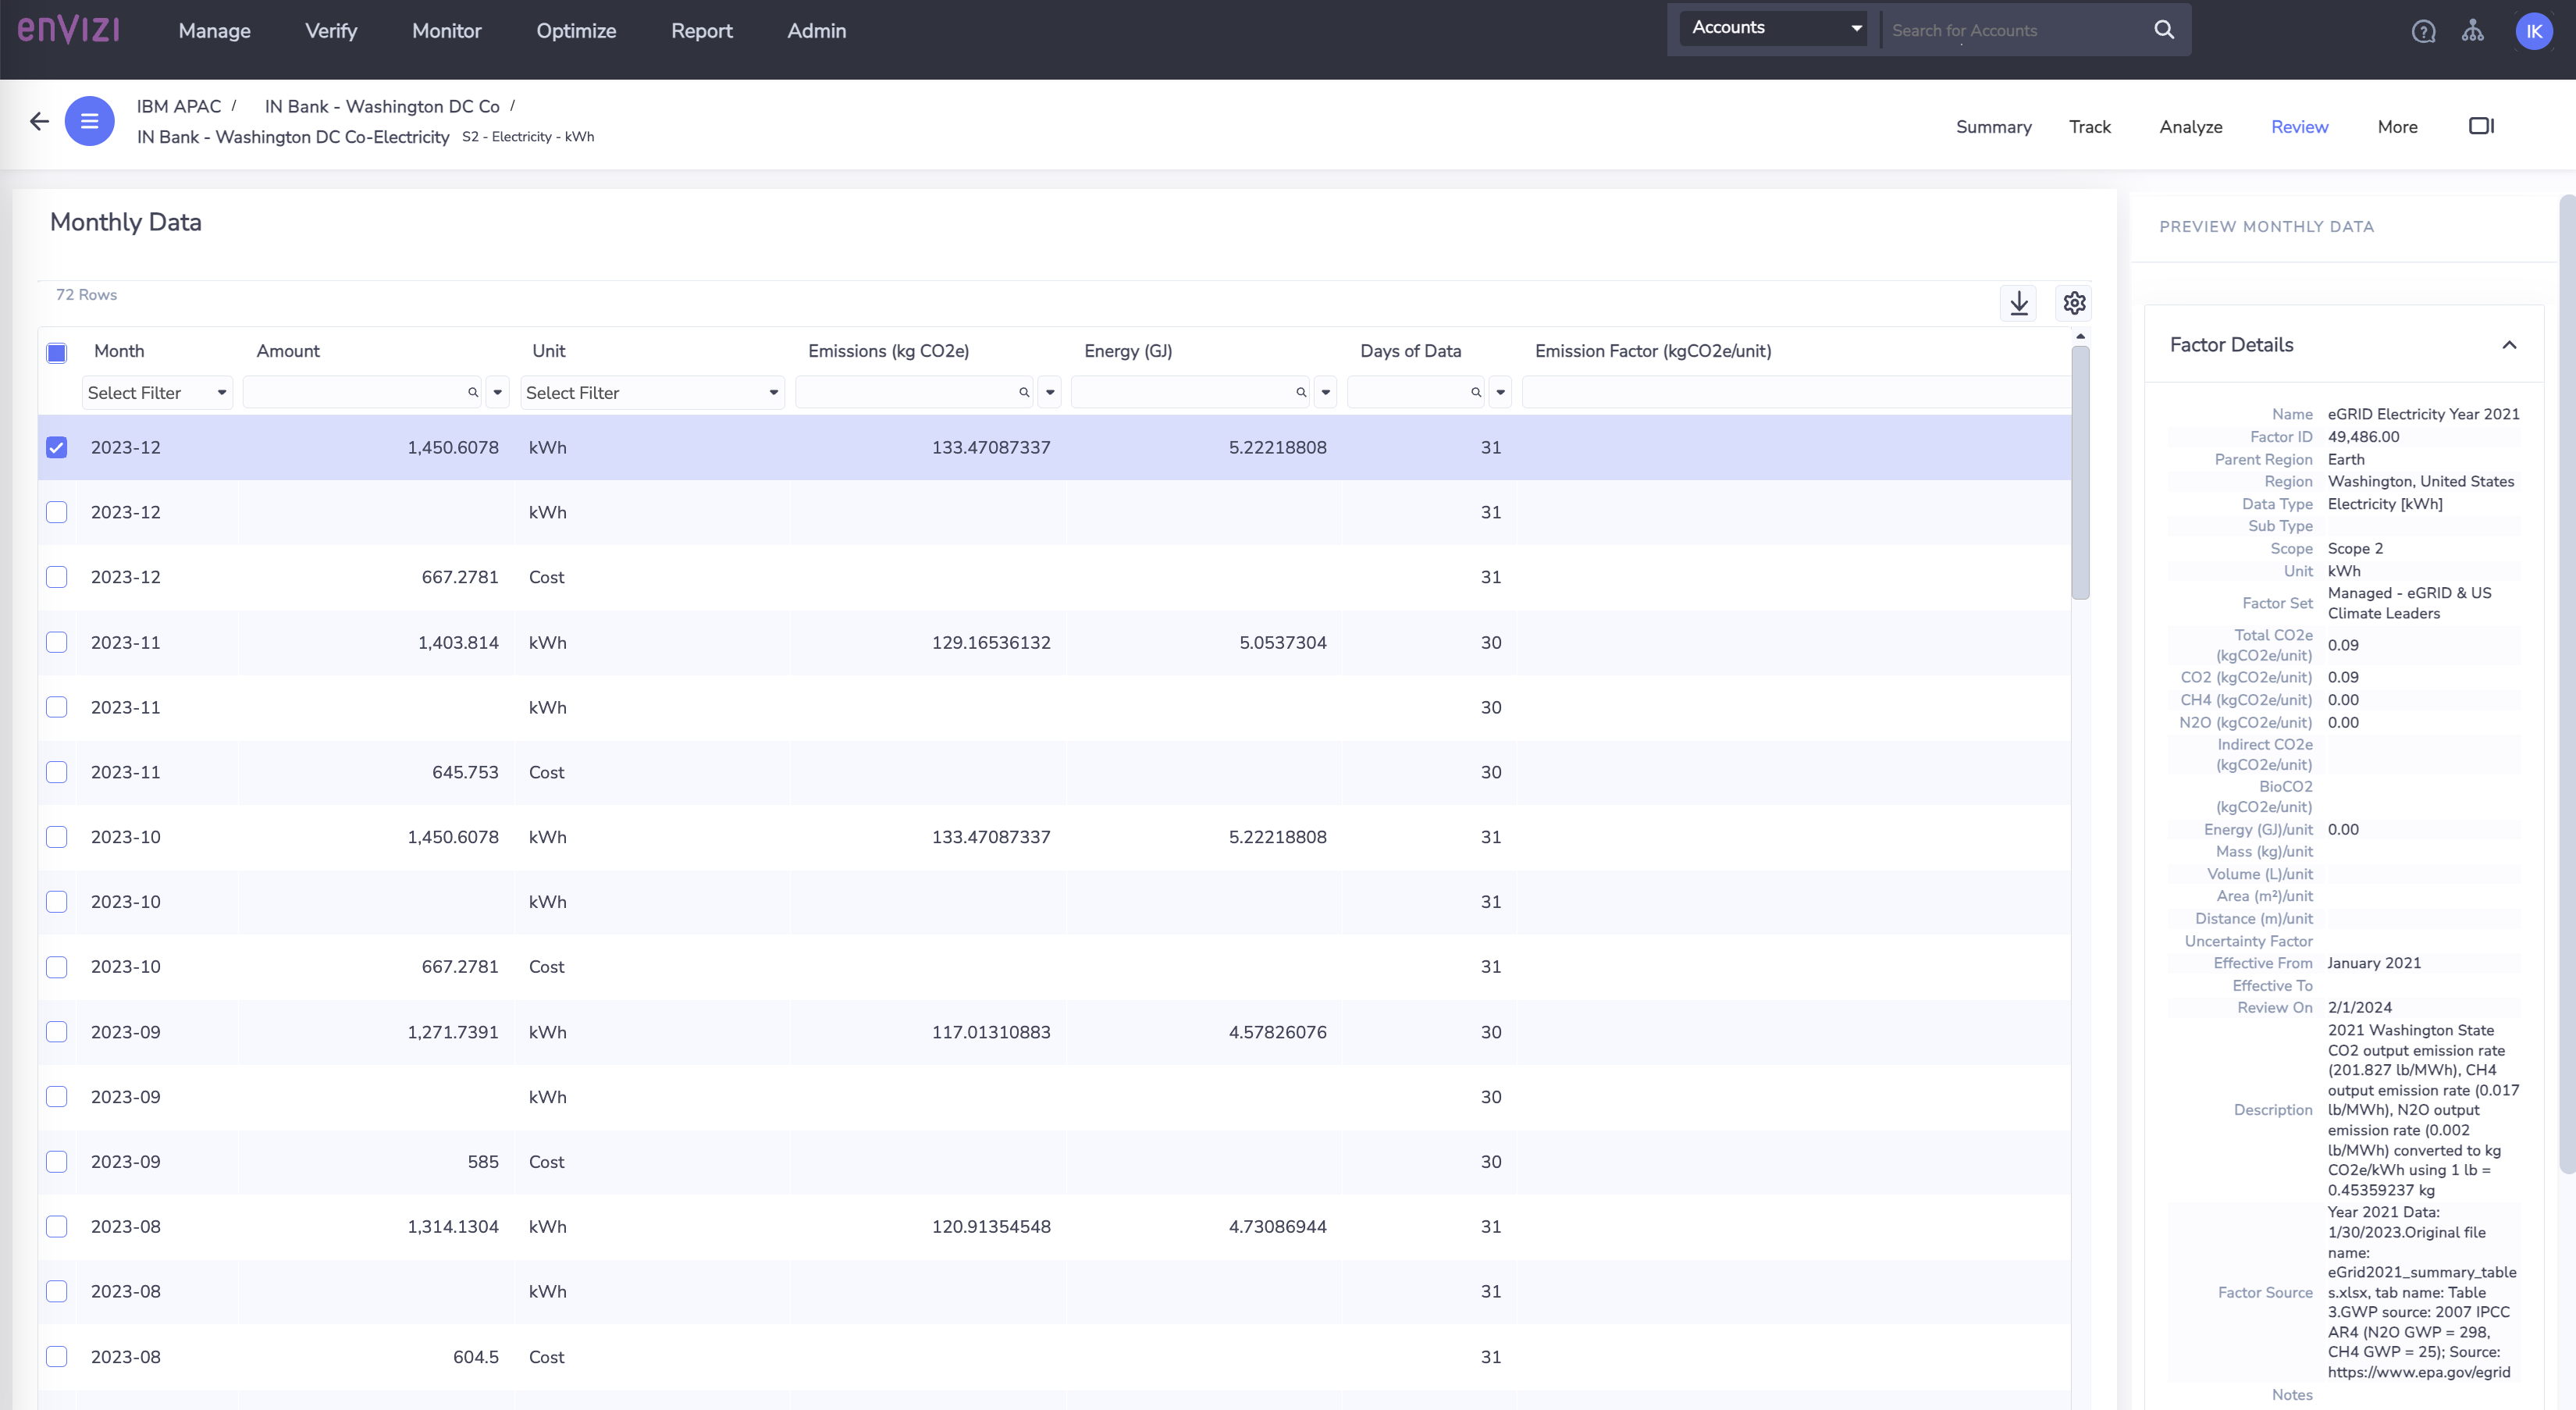 enVIZI
Manage Verify Monitor Optimize Report Admin
Accounts Search for Accounts
IK
IBM APAC / IN Bank - Washington DC Co /
IN Bank - Washington DC Co-Electricity S2 - Electricity - kWh
Summary Track Analyze Review More
Monthly Data
72 Rows
Month Amount Unit Emissions (kg CO2e) Energy (GJ) Days of Data Emission Factor (kgCO2e/unit)
Select Filter Select Filter
2023-12 1,450.6078 kWh 133.47087337 5.22218808 31
2023-12 kWh 31
2023-12 667.2781 Cost 31
2023-11 1,403.814 kWh 129.16536132 5.0537304 30
2023-11 kWh 30
2023-11 645.753 Cost 30
2023-10 1,450.6078 kWh 133.47087337 5.22218808 31
2023-10 kWh 31
2023-10 667.2781 Cost 31
2023-09 1,271.7391 kWh 117.01310883 4.57826076 30
2023-09 kWh 30
2023-09 585 Cost 30
2023-08 1,314.1304 kWh 120.91354548 4.73086944 31
2023-08 kWh 31
2023-08 604.5 Cost 31
PREVIEW MONTHLY DATA
Factor Details
Name eGRID Electricity Year 2021
Factor ID 49,486.00
Parent Region Earth
Region Washington, United States
Data Type Electricity [kWh]
Sub Type
Scope Scope 2
Unit kWh
Factor Set Managed - eGRID & US
Climate Leaders
Total CO2e
(kgCO2e/unit) 0.09
CO2 (kgCO2e/unit) 0.09
CH4 (kgCO2e/unit) 0.00
N2O (kgCO2e/unit) 0.00
Indirect CO2e
(kgCO2e/unit)
BioCO2
(kgCO2e/unit)
Energy (GJ)/unit 0.00
Mass (kg)/unit
Volume (L)/unit
Area (m²)/unit
Distance (m)/unit
Uncertainty Factor
Effective From January 2021
Effective To
Review On 2/1/2024
2021 Washington State
CO2 output emission rate
(201.827 lb/MWh), CH4
output emission rate (0.017
Description lb/MWh), N2O output
emission rate (0.002
lb/MWh) converted to kg
CO2e/kWh using 1 lb =
0.45359237 kg
Year 2021 Data:
1/30/2023.Original file
name:
eGrid2021_summary_table
Factor Source s.xlsx, tab name: Table
3.GWP source: 2007 IPCC
AR4 (N2O GWP = 298,
CH4 GWP = 25); Source:
https://www.epa.gov/egrid
Notes